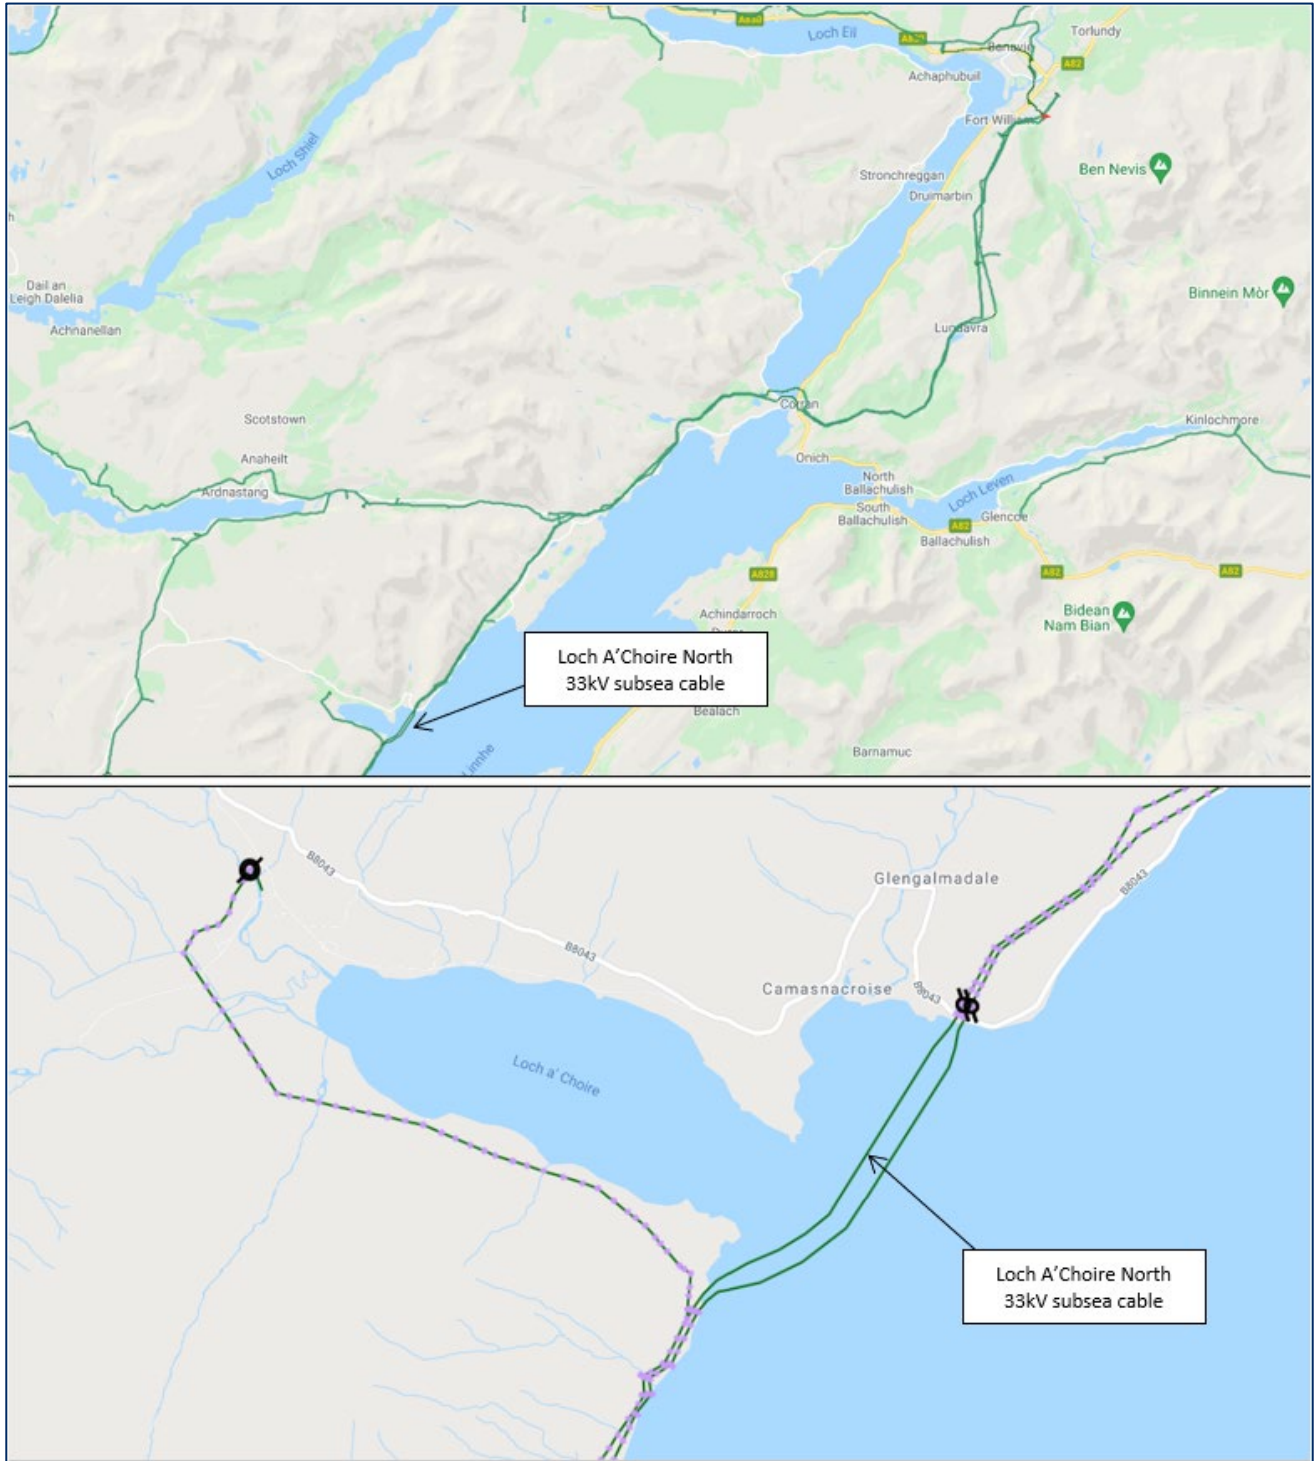 A830
Torlundy
Loch Eil
A830
Banavie
Achaphubuil
A82
Fort William
Loch Shiel
Stronchreggan
Ben Nevis
Druimarbin
Dail an
Leigh Dalelia
Binnein Mòr
Achnanellan
Lundavra
Corran
Scotstown
Kinlochmore
Anaheilt
Onich
North
Ballachulish
Ardnastang
Loch Leven
South
Ballachulish
Glencoe
A82
Ballachulish
A828
A82
A82
Achindarroch
Bidean
Nam Bian
Loch A'Choire North
33kV subsea cable
Bealach
Linnhe
Barnamuc
B8043
Glengalmadale
B8043
B8043
Camasnacroise
B8043
Loch a' Choire
Loch A'Choire North
33kV subsea cable